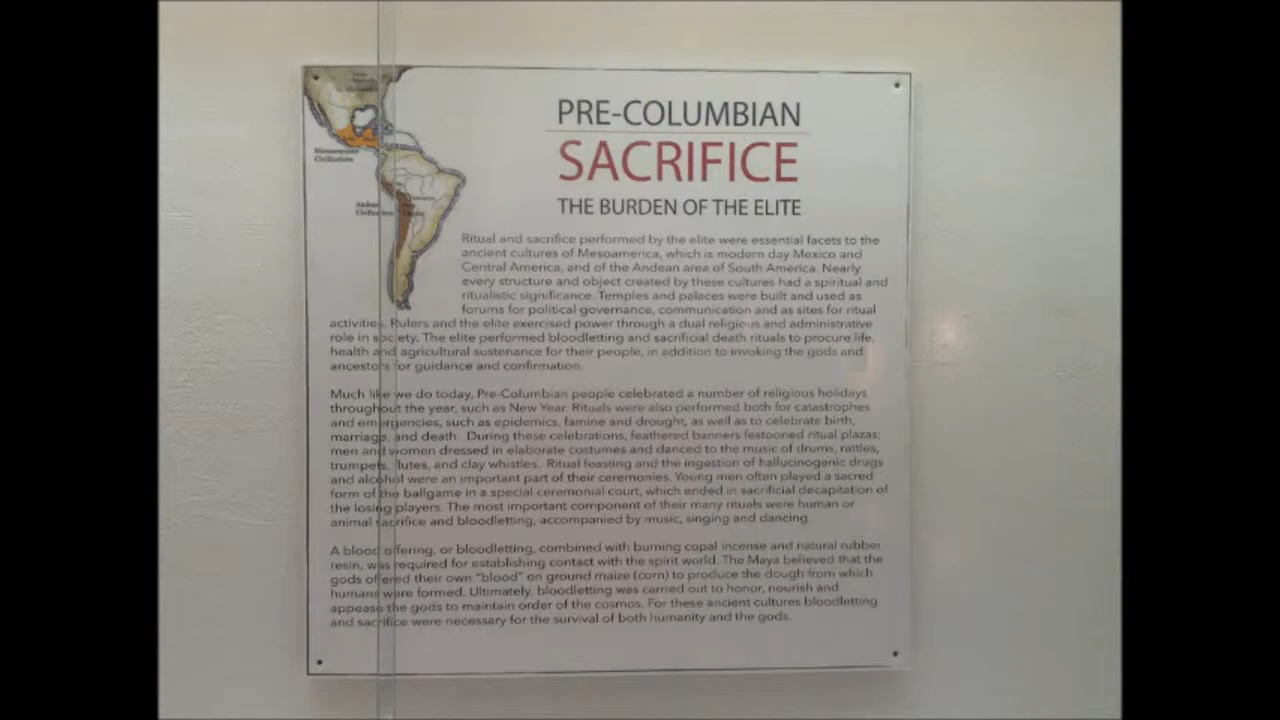 PRE-COLUMBIAN
SACRIFICE
THE BURDEN OF THE ELITE
Mesoamerican
Civilizations
Andean
Civilizations
Ritual and sacrifice performed by the elite were essential facets to the
ancient cultures of Mesoamerica, which is modern day Mexico and
Central America, and of the Andean area of South America. Nearly
every structure and object created by these cultures had a spiritual and
ritualistic significance. Temples and palaces were built and used as
forums for political governance, communication and as sites for ritual
activities. Rulers and the elite exercised power through a dual religious and administrative
role in society. The elite performed bloodletting and sacrificial death rituals to procure life,
health and agricultural sustenance for their people, in addition to invoking the gods and
ancestors for guidance and confirmation.
Much like we do today, Pre-Columbian people celebrated a number of religious holidays
throughout the year, such as New Year. Rituals were also performed both for catastrophes
and emergencies, such as epidemics, famine and drought, as well as to celebrate birth,
marriage, and death. During these celebrations, feathered banners festooned ritual plazas;
men and women dressed in elaborate costumes and danced to the music of drums, rattles,
trumpets, flutes, and clay whistles. Ritual feasting and the ingestion of hallucinogenic drugs
and alcohol were an important part of their ceremonies. Young men often played a sacred
form of the ballgame in a special ceremonial court, which ended in sacrificial decapitation of
the losing players. The most important component of their many rituals were human or
animal sacrifice and bloodletting, accompanied by music, singing and dancing.
A blood offering, or bloodletting, combined with burning copal incense and natural rubber
resin, was required for establishing contact with the spirit world. The Maya believed that the
gods offered their own "blood" on ground maize (corn) to produce the dough from which
humans were formed. Ultimately, bloodletting was carried out to honor, nourish and
appease the gods to maintain order of the cosmos. For these ancient cultures bloodletting
and sacrifice were necessary for the survival of both humanity and the gods.